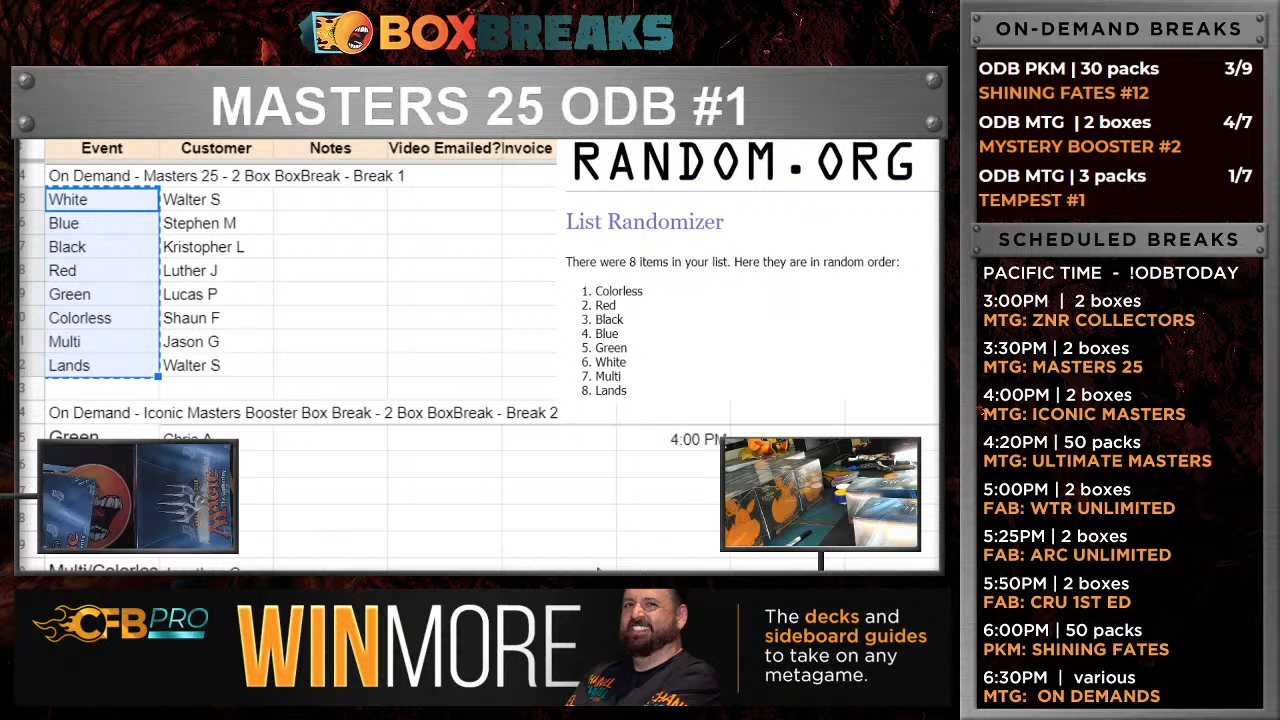 BOXBREAKS
MASTERS 25 ODB #1
Event Customer Notes Video Emailed? Invoice
On Demand - Masters 25 - 2 Box BoxBreak - Break 1
White Walter S
Blue Stephen M
Black Kristopher L
Red Luther J
Green Lucas P
Colorless Shaun F
Multi Jason G
Lands Walter S
On Demand - Iconic Masters Booster Box Break - 2 Box BoxBreak - Break 2
Green Chris A 4:00 PM
Multi/Colorless
RANDOM.ORG
List Randomizer
There were 8 items in your list. Here they are in random order:
1. Colorless
2. Red
3. Black
4. Blue
5. Green
6. White
7. Multi
8. Lands
MAGIC
CFBPRO
WINMORE
The decks and
sideboard guides
to take on any
metagame.
ON-DEMAND BREAKS
ODB PKM | 30 packs 3/9
SHINING FATES #12
ODB MTG | 2 boxes 4/7
MYSTERY BOOSTER #2
ODB MTG | 3 packs 1/7
TEMPEST #1
SCHEDULED BREAKS
PACIFIC TIME - !ODBTODAY
3:00PM | 2 boxes
MTG: ZNR COLLECTORS
3:30PM | 2 boxes
MTG: MASTERS 25
4:00PM | 2 boxes
MTG: ICONIC MASTERS
4:20PM | 50 packs
MTG: ULTIMATE MASTERS
5:00PM | 2 boxes
FAB: WTR UNLIMITED
5:25PM | 2 boxes
FAB: ARC UNLIMITED
5:50PM | 2 boxes
FAB: CRU 1ST ED
6:00PM | 50 packs
PKM: SHINING FATES
6:30PM | various
MTG: ON DEMANDS